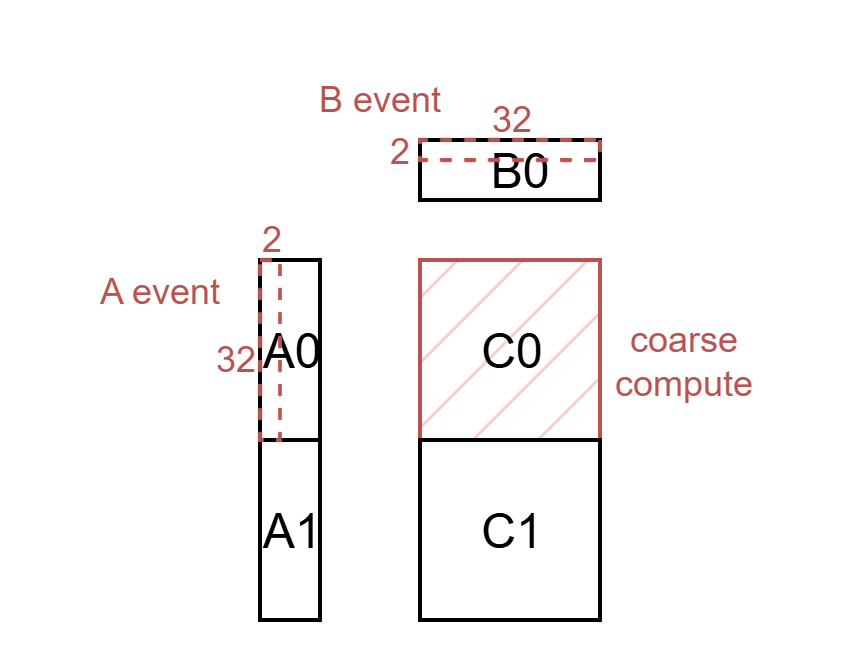 B event
32
2
B0
2
A event
32
A0
C0
coarse
compute
A1
C1